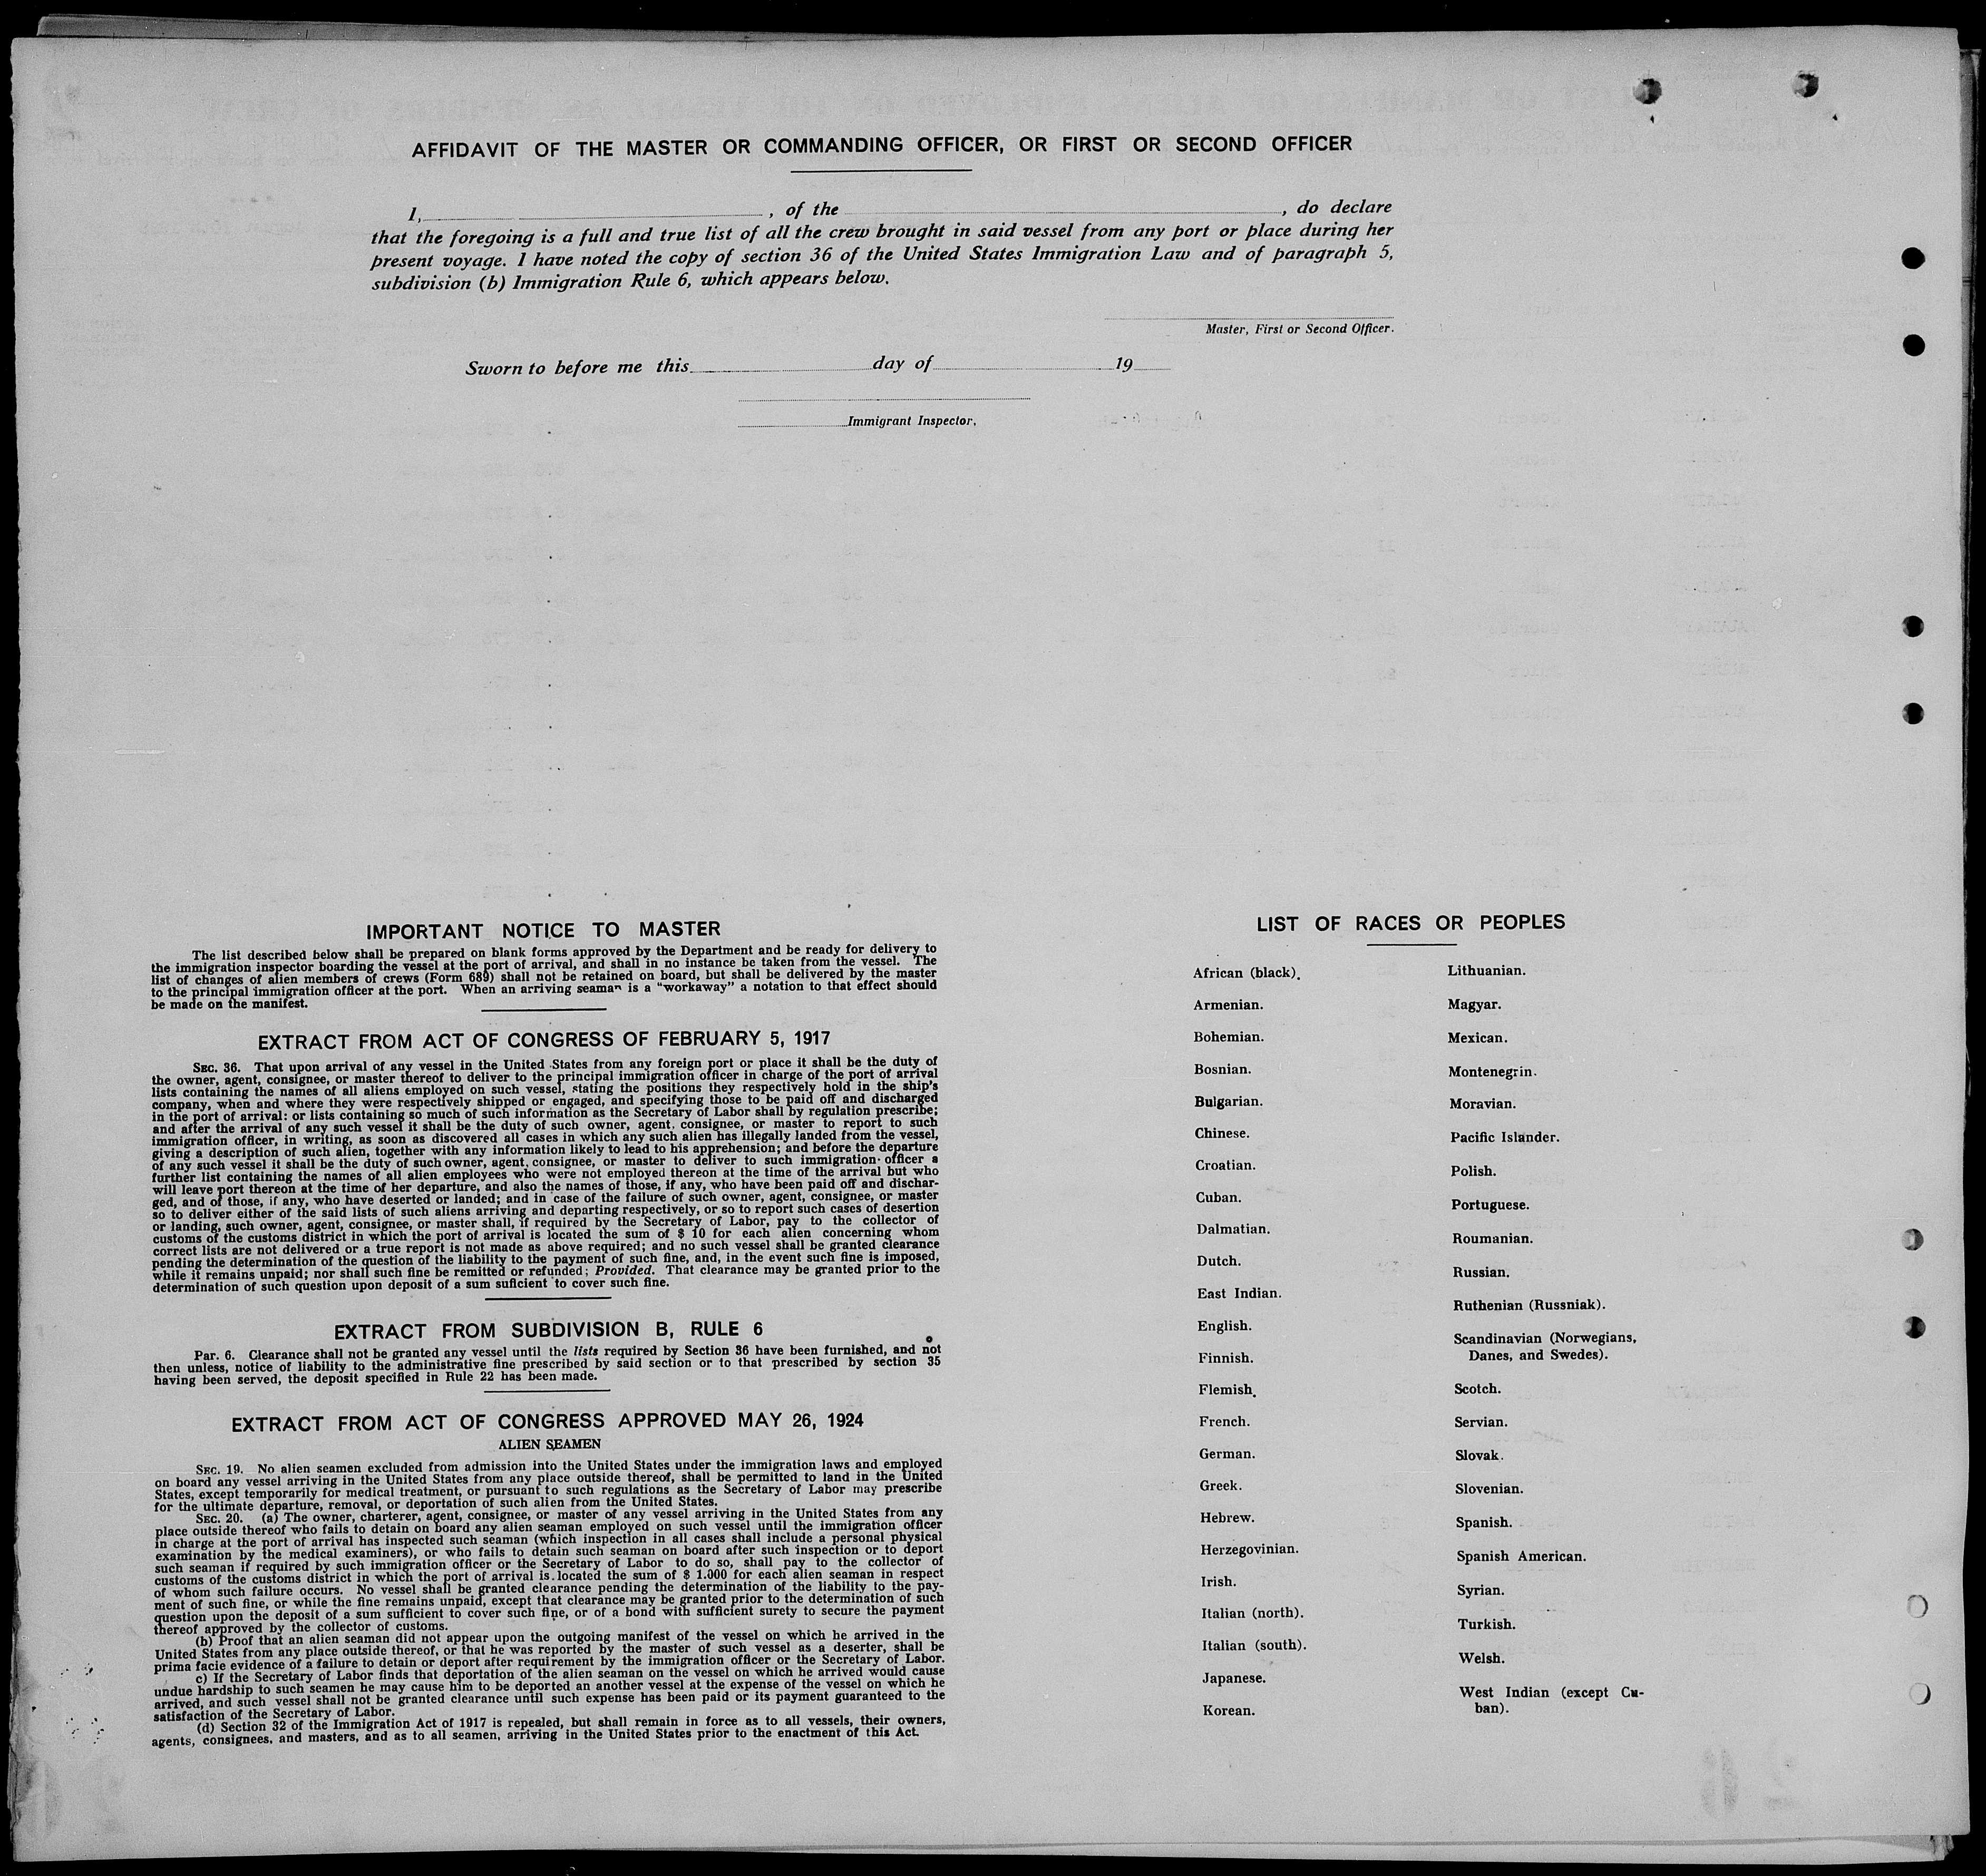 AFFIDAVIT OF THE MASTER OR COMMANDING OFFICER, OR FIRST OR SECOND OFFICER
I, , of the , do declare
that the foregoing is a full and true list of all the crew brought in said vessel from any port or place during her
present voyage. I have noted the copy of section 36 of the United States Immigration Law and of paragraph 5,
subdivision (b) Immigration Rule 6, which appears below.
Master, First or Second Officer.
Sworn to before me this day of 19
Immigrant Inspector.
IMPORTANT NOTICE TO MASTER
The list described below shall be prepared on blank forms approved by the Department and be ready for delivery to
the immigration inspector boarding the vessel at the port of arrival, and shall in no instance be taken from the vessel. The
list of changes of alien members of crews (Form 689) shall not be retained on board, but shall be delivered by the master
to the principal immigration officer at the port. When an arriving seaman is a "workaway" a notation to that effect should
be made on the manifest.
EXTRACT FROM ACT OF CONGRESS OF FEBRUARY 5, 1917
SEC. 36. That upon arrival of any vessel in the United States from any foreign port or place it shall be the duty of
the owner, agent, consignee, or master thereof to deliver to the principal immigration officer in charge of the port of arrival
lists containing the names of all aliens employed on such vessel, stating the positions they respectively hold in the ship's
company, when and where they were respectively shipped or engaged, and specifying those to be paid off and discharged
in the port of arrival: or lists containing so much of such information as the Secretary of Labor shall by regulation prescribe;
and after the arrival of any such vessel it shall be the duty of such owner, agent, consignee, or master to report to such
immigration officer, in writing, as soon as discovered all cases in which any such alien has illegally landed from the vessel,
giving a description of such alien, together with any information likely to lead to his apprehension; and before the departure
of any such vessel it shall be the duty of such owner, agent, consignee, or master to deliver to such immigration officer a
further list containing the names of all alien employees who were not employed thereon at the time of the arrival but who
will leave port thereon at the time of her departure, and also the names of those, if any, who have been paid off and dischar-
ged, and of those, if any, who have deserted or landed; and in case of the failure of such owner, agent, consignee, or master
so to deliver either of the said lists of such aliens arriving and departing respectively, or so to report such cases of desertion
or landing, such owner, agent, consignee, or master shall, if required by the Secretary of Labor, pay to the collector of
customs of the customs district in which the port of arrival is located the sum of $ 10 for each alien concerning whom
correct lists are not delivered or a true report is not made as above required; and no such vessel shall be granted clearance
pending the determination of the question of the liability to the payment of such fine, and, in the event such fine is imposed,
while it remains unpaid; nor shall such fine be remitted or refunded; Provided. That clearance may be granted prior to the
determination of such question upon deposit of a sum suficient to cover such fine.
EXTRACT FROM SUBDIVISION B, RULE 6
Par. 6. Clearance shall not be granted any vessel until the lists required by Section 36 have been furnished, and not
then unless, notice of liability to the administrative fine prescribed by said section or to that prescribed by section 35
having been served, the deposit specified in Rule 22 has been made.
EXTRACT FROM ACT OF CONGRESS APPROVED MAY 26, 1924
ALIEN SEAMEN
SEC. 19. No alien seamen excluded from admission into the United States under the immigration laws and employed
on board any vessel arriving in the United States from any place outside thereof, shall be permitted to land in the United
States, except temporarily for medical treatment, or pursuant to such regulations as the Secretary of Labor may prescribe
for the ultimate departure, removal, or deportation of such alien from the United States.
SEC. 20. (a) The owner, charterer, agent, consignee, or master of any vessel arriving in the United States from any
place outside thereof who fails to detain on board any alien seaman employed on such vessel until the immigration officer
in charge at the port of arrival has inspected such seaman (which inspection in all cases shall include a personal physical
examination by the medical examiners), or who fails to detain such seaman on board after such inspection or to deport
such seaman if required by such immigration officer or the Secretary of Labor to do so, shall pay to the collector of
customs of the customs district in which the port of arrival is located the sum of $ 1.000 for each alien seaman in respect
of whom such failure occurs. No vessel shall be granted clearance pending the determination of the liability to the pay-
ment of such fine, or while the fine remains unpaid, except that clearance may be granted prior to the determination of such
question upon the deposit of a sum sufficient to cover such fine, or of a bond with sufficient surety to secure the payment
thereof approved by the collector of customs.
(b) Proof that an alien seaman did not appear upon the outgoing manifest of the vessel on which he arrived in the
United States from any place outside thereof, or that he was reported by the master of such vessel as a deserter, shall be
prima facie evidence of a failure to detain or deport after requirement by the immigration officer or the Secretary of Labor.
c) If the Secretary of Labor finds that deportation of the alien seaman on the vessel on which he arrived would cause
undue hardship to such seamen he may cause him to be deported an another vessel at the expense of the vessel on which he
arrived, and such vessel shall not be granted clearance until such expense has been paid or its payment guaranteed to the
satisfaction of the Secretary of Labor.
(d) Section 32 of the Immigration Act of 1917 is repealed, but shall remain in force as to all vessels, their owners,
agents, consignees, and masters, and as to all seamen, arriving in the United States prior to the enactment of this Act.
LIST OF RACES OR PEOPLES
African (black).
Armenian.
Bohemian.
Bosnian.
Bulgarian.
Chinese.
Croatian.
Cuban.
Dalmatian.
Dutch.
East Indian.
English.
Finnish.
Flemish.
French.
German.
Greek.
Hebrew.
Herzegovinian.
Irish.
Italian (north).
Italian (south).
Japanese.
Korean.
Lithuanian.
Magyar.
Mexican.
Montenegrin.
Moravian.
Pacific Islander.
Polish.
Portuguese.
Roumanian.
Russian.
Ruthenian (Russniak).
Scandinavian (Norwegians,
Danes, and Swedes).
Scotch.
Servian.
Slovak.
Slovenian.
Spanish.
Spanish American.
Syrian.
Turkish.
Welsh.
West Indian (except Cu-
ban).